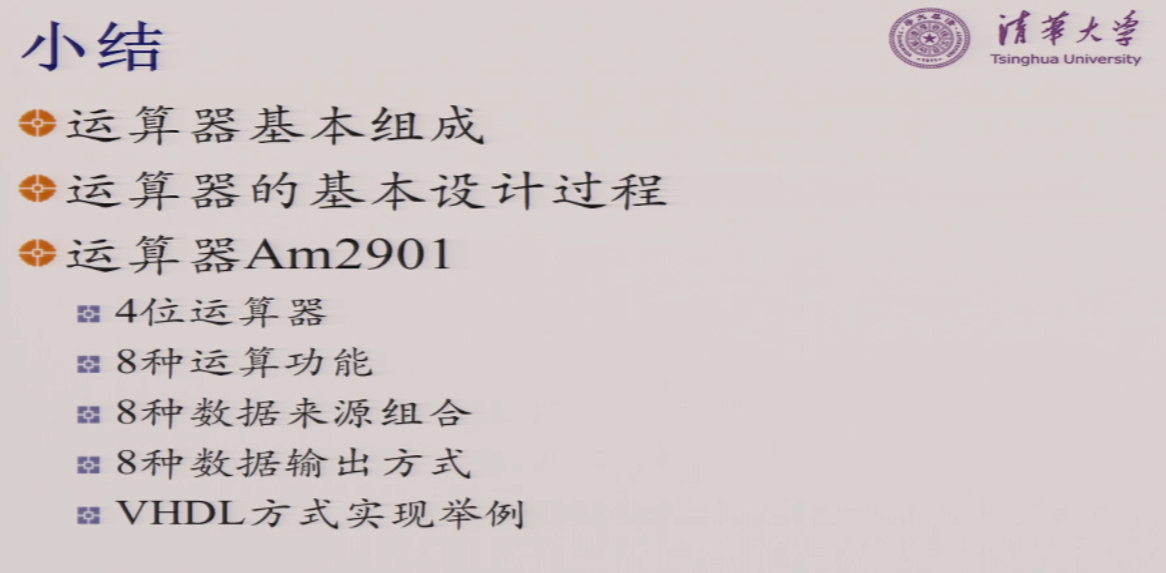 小结
清华大学
Tsinghua University
运算器基本组成
运算器的基本设计过程
运算器Am2901
4位运算器
8种运算功能
8种数据来源组合
8种数据输出方式
VHDL方式实现举例